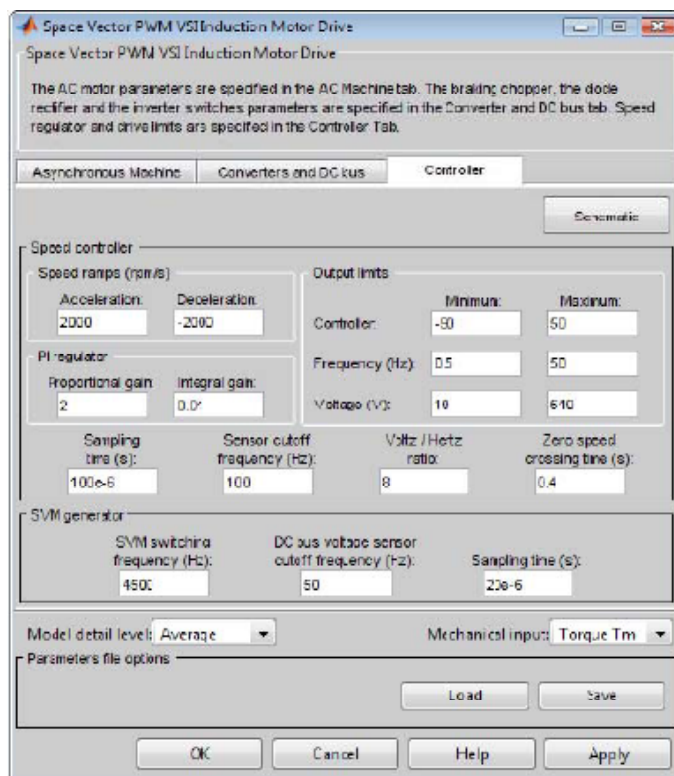 Space Vector PWM VSI Induction Motor Drive
Space Vector PWM VSI Induction Motor Drive
The AC motor parameters are specified in the AC Machine tab. The braking chopper, the diode
rectifier and the inverter switches parameters are specified in the Converter and DC bus tab. Speed
regulator and drive limits are specified in the Controller Tab.
Asynchronous Machine Converters and DC bus Controller
Schematic
Speed controller
Speed ramps (rpm/s) Output limits
Acceleration: Deceleration: Minimum: Maximum:
2000 -2000 Controller: 50
PI regulator Frequency (Hz): 0.5 50
Proportional gain: Integral gain:
2 0.01 Voltage (V): 10 640
Sampling Sensor cutoff Voltz / Hertz Zero speed
time (s): frequency (Hz): ratio: crossing time (s):
100e-6 100 8 0.4
SVM generator
SVM switching DC bus voltage sensor
frequency (Hz): cutoff frequency (Hz): Sampling time (s):
4500 50 20e-6
Model detail level: Average Mechanical input: Torque Tm
Parameters file options
Load Save
OK Cancel Help Apply